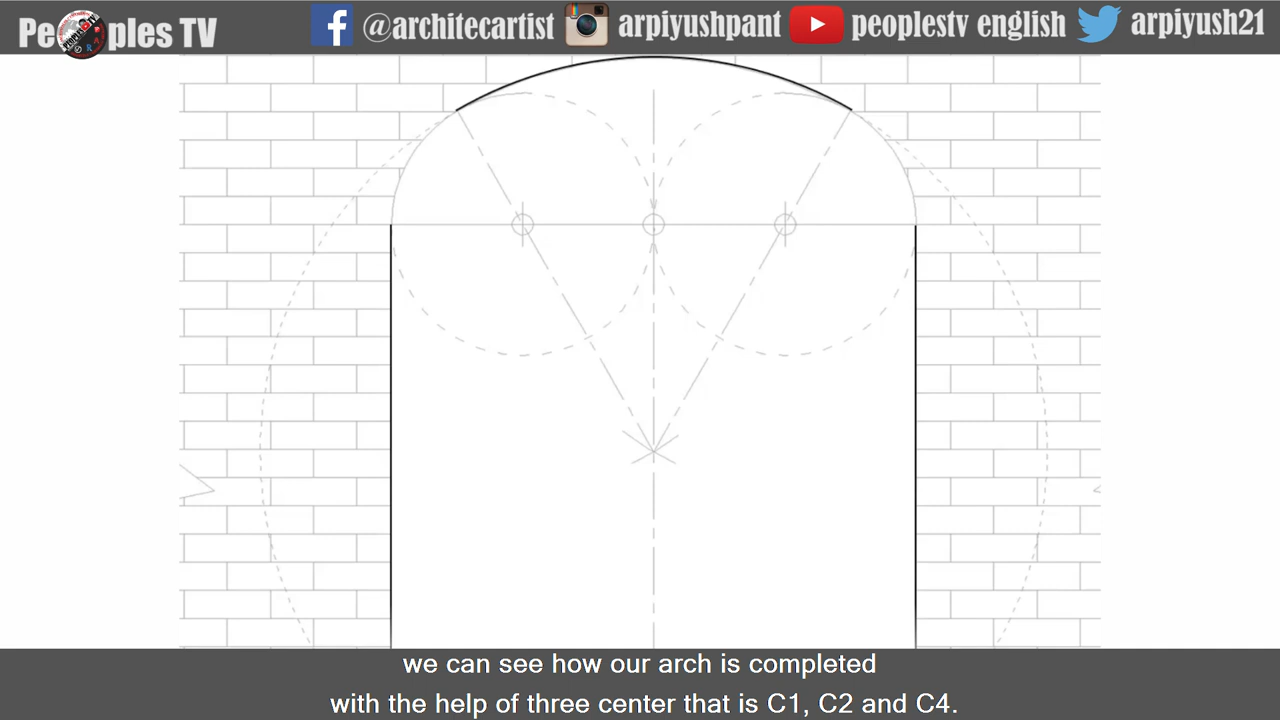 Peoples TV @architecartist arpiyushpant peoplestv english arpiyush21
we can see how our arch is completed
with the help of three center that is C1, C2 and C4.